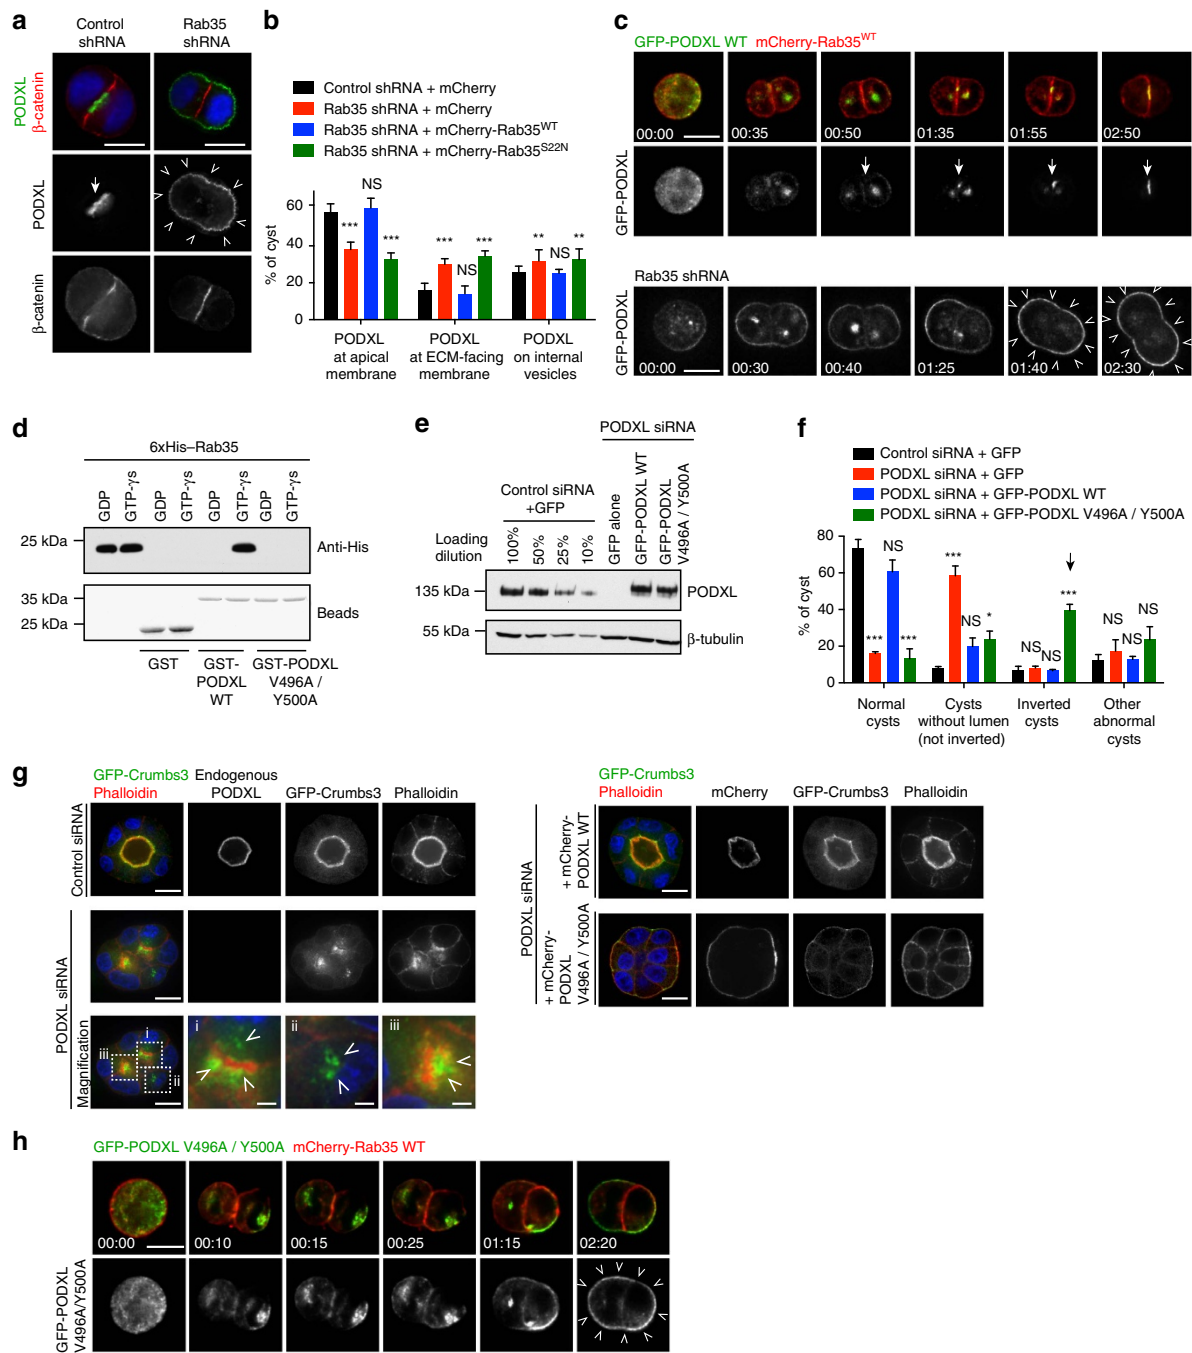 a
Control shRNA
Rab35 shRNA
PODXL
β-catenin
PODXL
β-catenin
b
Control shRNA + mCherry
Rab35 shRNA + mCherry
Rab35 shRNA + mCherry-Rab35WT
Rab35 shRNA + mCherry-Rab35S22N
% of cyst
60
40
20
0
***
NS
***
***
NS
***
**
NS
**
PODXL at apical membrane
PODXL at ECM-facing membrane
PODXL on internal vesicles
c
GFP-PODXL WT mCherry-Rab35WT
00:00
00:35
00:50
01:35
01:55
02:50
GFP-PODXL
Rab35 shRNA
GFP-PODXL
00:00
00:30
00:40
01:25
01:40
02:30
d
6xHis–Rab35
GDP
GTP-γs
GDP
GTP-γs
GDP
GTP-γs
GDP
GTP-γs
25 kDa
Anti-His
35 kDa
25 kDa
Beads
GST
GST-PODXL WT
GST-PODXL V496A / Y500A
e
PODXL siRNA
Control siRNA +GFP
GFP alone
GFP-PODXL WT
GFP-PODXL V496A / Y500A
Loading dilution
100%
50%
25%
10%
135 kDa
PODXL
55 kDa
β-tubulin
f
Control siRNA + GFP
PODXL siRNA + GFP
PODXL siRNA + GFP-PODXL WT
PODXL siRNA + GFP-PODXL V496A / Y500A
% of cyst
80
60
40
20
0
***
NS
***
***
NS
*
NS
NS
***
NS
NS
NS
Normal cysts
Cysts without lumen (not inverted)
Inverted cysts
Other abnormal cysts
g
GFP-Crumbs3
Phalloidin
Endogenous PODXL
GFP-Crumbs3
Phalloidin
Control siRNA
PODXL siRNA
Magnification
i
ii
iii
i
ii
iii
GFP-Crumbs3
Phalloidin
mCherry
GFP-Crumbs3
Phalloidin
PODXL siRNA
+ mCherry-PODXL WT
+ mCherry-PODXL V496A / Y500A
h
GFP-PODXL V496A / Y500A mCherry-Rab35 WT
00:00
00:10
00:15
00:25
01:15
02:20
GFP-PODXL V496A/Y500A